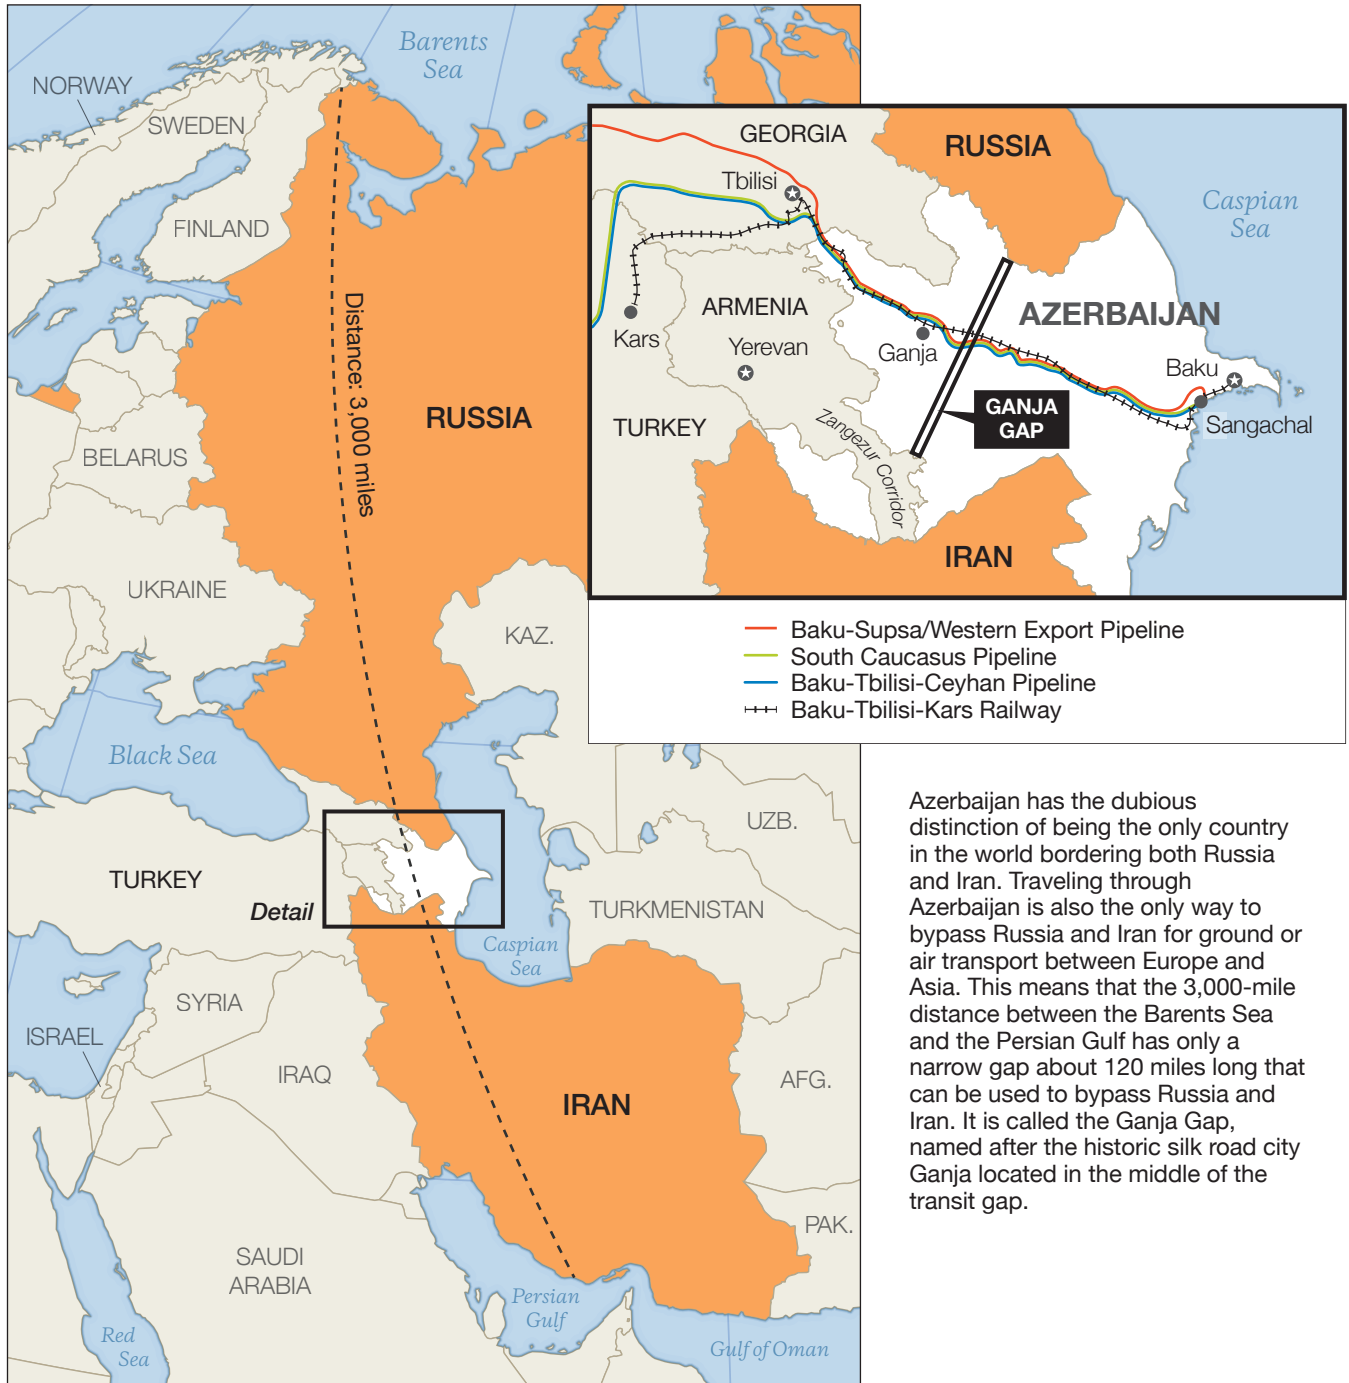 Barents
Sea
NORWAY
SWEDEN
FINLAND
Distance: 3,000 miles
RUSSIA
BELARUS
UKRAINE
KAZ.
Black Sea
UZB.
TURKEY
Detail
TURKMENISTAN
Caspian
Sea
SYRIA
ISRAEL
IRAQ
IRAN
AFG.
PAK.
SAUDI
ARABIA
Persian
Gulf
Red
Sea
Gulf of Oman
GEORGIA
RUSSIA
Tbilisi
Caspian
Sea
ARMENIA
AZERBAIJAN
Kars
Yerevan
Ganja
Baku
GANJA
GAP
TURKEY
Zangezur Corridor
Sangachal
IRAN
Baku-Supsa/Western Export Pipeline
South Caucasus Pipeline
Baku-Tbilisi-Ceyhan Pipeline
Baku-Tbilisi-Kars Railway
Azerbaijan has the dubious
distinction of being the only country
in the world bordering both Russia
and Iran. Traveling through
Azerbaijan is also the only way to
bypass Russia and Iran for ground or
air transport between Europe and
Asia. This means that the 3,000-mile
distance between the Barents Sea
and the Persian Gulf has only a
narrow gap about 120 miles long that
can be used to bypass Russia and
Iran. It is called the Ganja Gap,
named after the historic silk road city
Ganja located in the middle of the
transit gap.